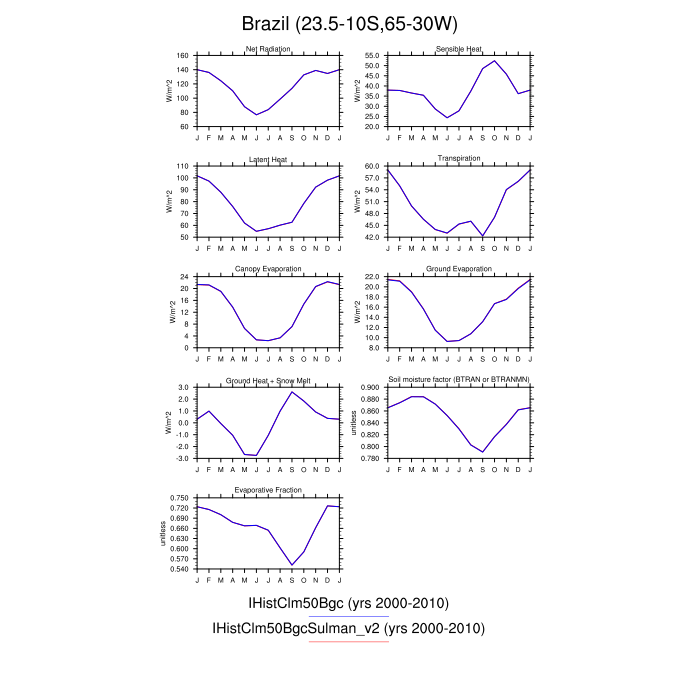 Brazil (23.5-10S,65-30W)
Net Radiation
W/m^2
160
140
120
100
80
60
J F M A M J J A S O N D J
Sensible Heat
W/m^2
55.0
50.0
45.0
40.0
35.0
30.0
25.0
20.0
J F M A M J J A S O N D J
Latent Heat
W/m^2
110
100
90
80
70
60
50
J F M A M J J A S O N D J
Transpiration
W/m^2
60.0
57.0
54.0
51.0
48.0
45.0
42.0
J F M A M J J A S O N D J
Canopy Evaporation
W/m^2
24
20
16
12
8
4
0
J F M A M J J A S O N D J
Ground Evaporation
W/m^2
22.0
20.0
18.0
16.0
14.0
12.0
10.0
8.0
J F M A M J J A S O N D J
Ground Heat + Snow Melt
W/m^2
3.0
2.0
1.0
0.0
-1.0
-2.0
-3.0
J F M A M J J A S O N D J
Soil moisture factor (BTRAN or BTRANMN)
unitless
0.900
0.880
0.860
0.840
0.820
0.800
0.780
J F M A M J J A S O N D J
Evaporative Fraction
unitless
0.750
0.720
0.690
0.660
0.630
0.600
0.570
0.540
J F M A M J J A S O N D J
IHistClm50Bgc (yrs 2000-2010)
IHistClm50BgcSulman_v2 (yrs 2000-2010)